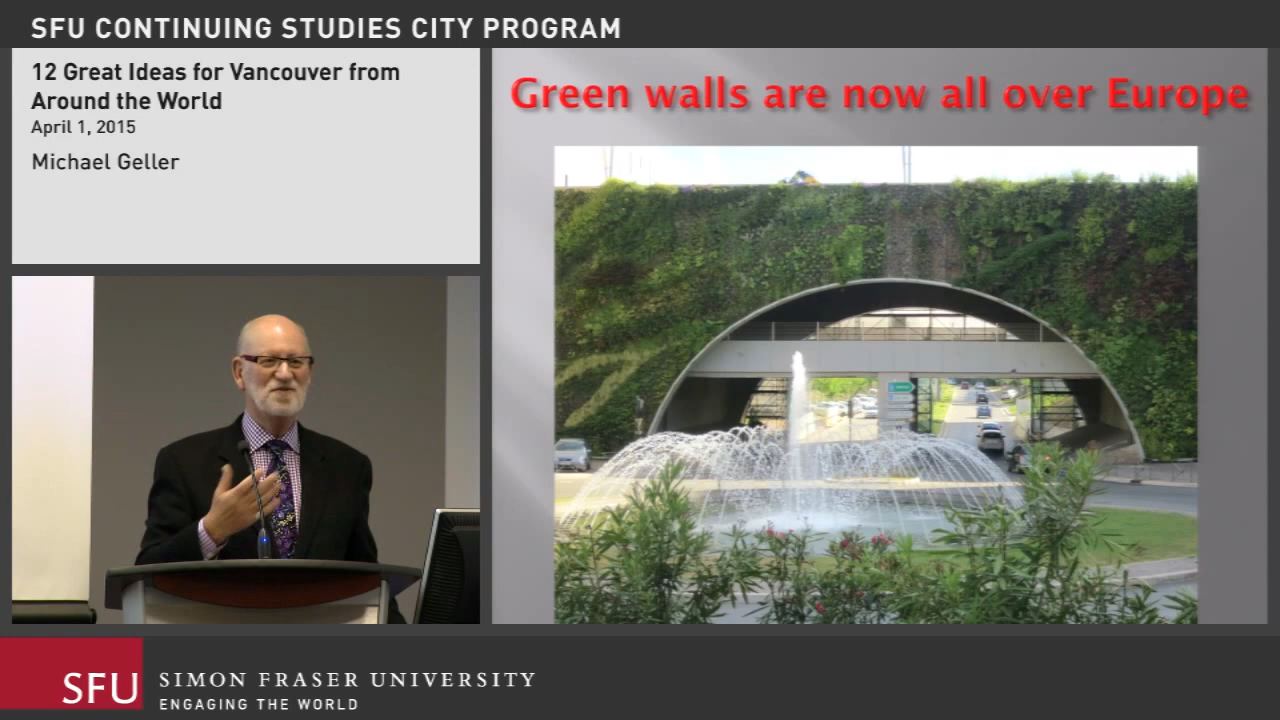 SFU CONTINUING STUDIES CITY PROGRAM
12 Great Ideas for Vancouver from
Around the World
April 1, 2015
Michael Geller
Green walls are now all over Europe
SFU
SIMON FRASER UNIVERSITY
ENGAGING THE WORLD